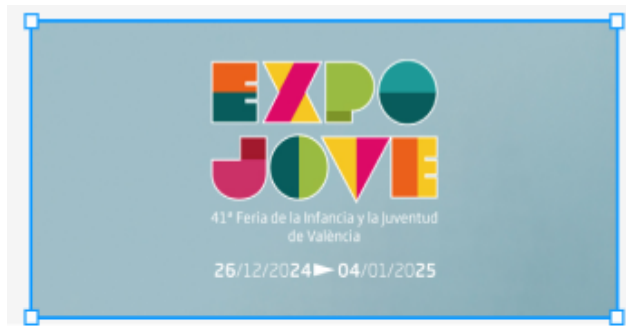 EXPO
JOVE
41ª Feria de la Infancia y la Juventud
de València
26/12/2024►04/01/2025